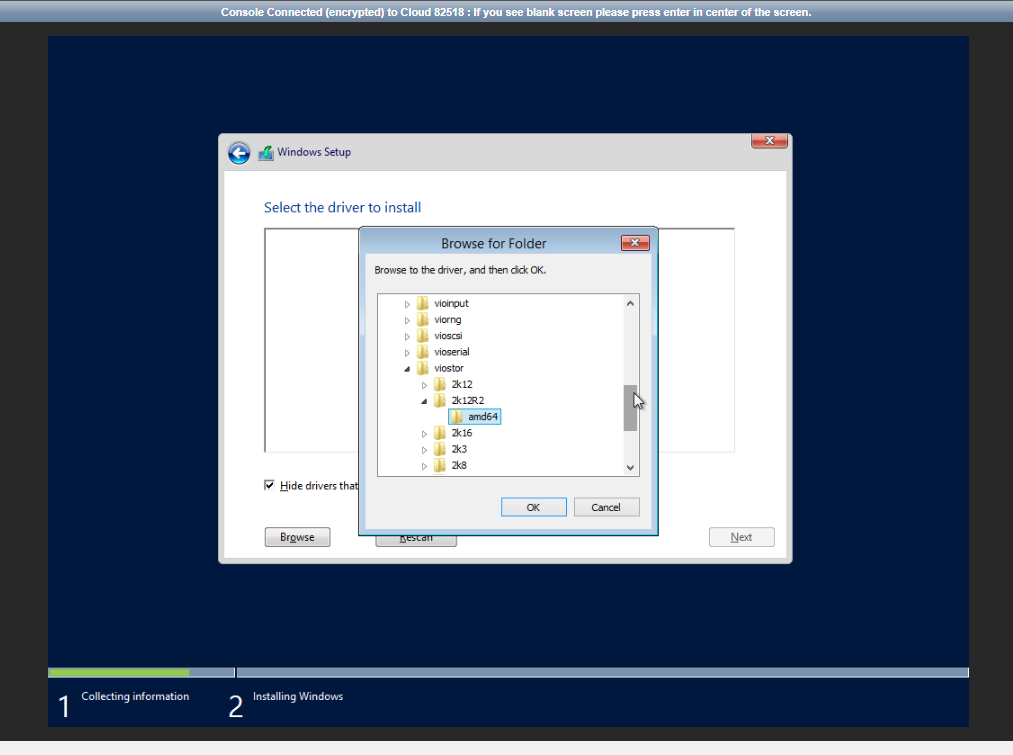 Console Connected (encrypted) to Cloud 82518 : If you see blank screen please press enter in center of the screen.
Windows Setup
Select the driver to install
Browse for Folder
Browse to the driver, and then click OK.
vioinput
viorng
vioscsi
vioserial
viostor
2k12
2k12R2
amd64
2k16
2k3
2k8
OK
Cancel
Hide drivers that
Browse
Rescan
Next
1 Collecting information
2 Installing Windows